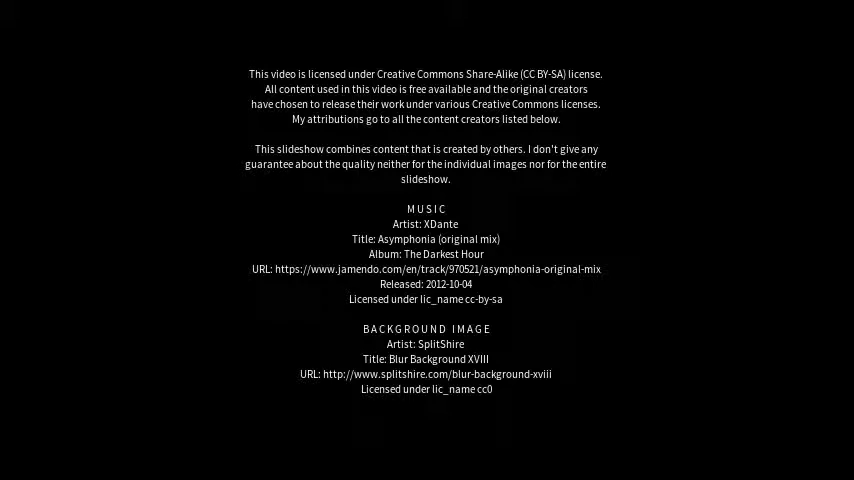 This video is licensed under Creative Commons Share-Alike (CC BY-SA) license.
All content used in this video is free available and the original creators
have chosen to release their work under various Creative Commons licenses.
My attributions go to all the content creators listed below.
This slideshow combines content that is created by others. I don't give any
guarantee about the quality neither for the individual images nor for the entire
slideshow.
MUSIC
Artist: XDante
Title: Asymphonia (original mix)
Album: The Darkest Hour
URL: https://www.jamendo.com/en/track/970521/asymphonia-original-mix
Released: 2012-10-04
Licensed under lic_name cc-by-sa
BACKGROUND IMAGE
Artist: SplitShire
Title: Blur Background XVIII
URL: http://www.splitshire.com/blur-background-xviii
Licensed under lic_name cc0